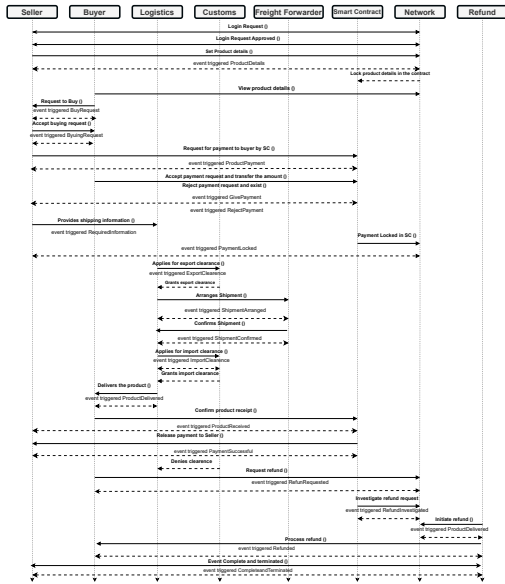 Seller Buyer Logistics Customs Freight Forwarder Smart Contract Network Refund
Login Request ()
Login Request Approved ()
Set Product details ()
event triggered ProductDetails
Lock product details in the contract
View product details ()
Request to Buy ()
event triggered BuyRequest
Accept buying request ()
event triggered ByuingRequest
Request for payment to buyer by SC ()
event triggered ProductPayment
Accept payment request and transfer the amount ()
Reject payment request and exist ()
event triggered GivePayment
event triggered RejectPayment
Provides shipping information ()
event triggered RequiredInformation
Payment Locked in SC ()
event triggered PaymentLocked
Applies for export clearance ()
event triggered ExportClearance
Grants export clearance
Arranges Shipment ()
event triggered ShipmentArranged
Confirms Shipment ()
event triggered ShipmentConfirmed
Applies for import clearance ()
event triggered ImportClearence
Grants import clearance
Delivers the product ()
event triggered ProductDelivered
Confirm product receipt ()
event triggered ProductReceived
Release payment to Seller ()
event triggered PaymentSuccessful
Denies clearence
Request refund ()
event triggered RefunRequested
Investigate refund request
event triggered RefundInvestigated
Initiate refund ()
event triggered ProductDelivered
Process refund ()
event triggered Refunded
Event Complete and terminated ()
event triggered CompleteandTerminated